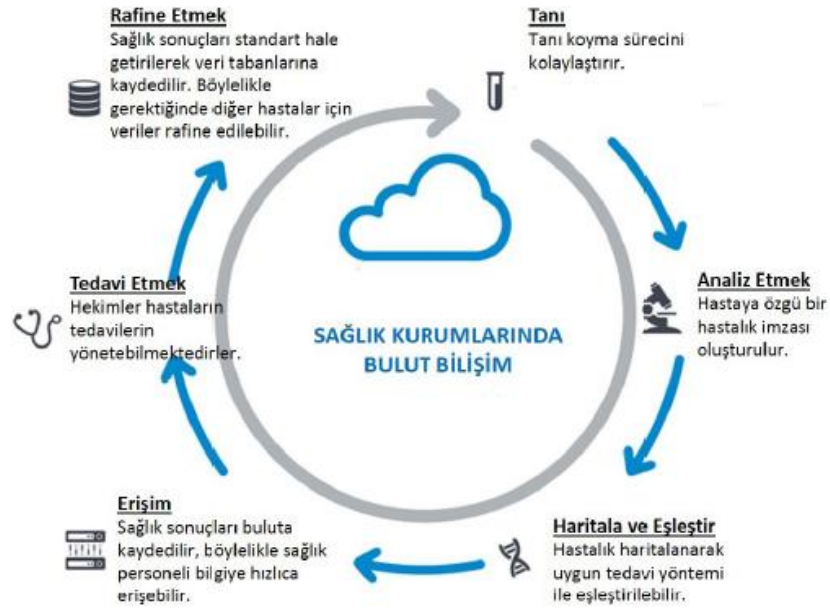 Rafine Etmek
Sağlık sonuçları standart hale
getirilerek veri tabanlarına
kaydedilir. Böylelikle
gerektiğinde diğer hastalar için
veriler rafine edilebilir.
Tanı
Tanı koyma sürecini
kolaylaştırır.
Analiz Etmek
Hastaya özgü bir
hastalık imzası
oluşturulur.
Haritala ve Eşleştir
Hastalık haritalanarak
uygun tedavi yöntemi
ile eşleştirilebilir.
Erişim
Sağlık sonuçları buluta
kaydedilir, böylelikle sağlık
personeli bilgiye hızlıca
erişebilir.
Tedavi Etmek
Hekimler hastaların
tedavilerin
yönetebilmektedirler.
SAĞLIK KURUMLARINDA
BULUT BİLİŞİM